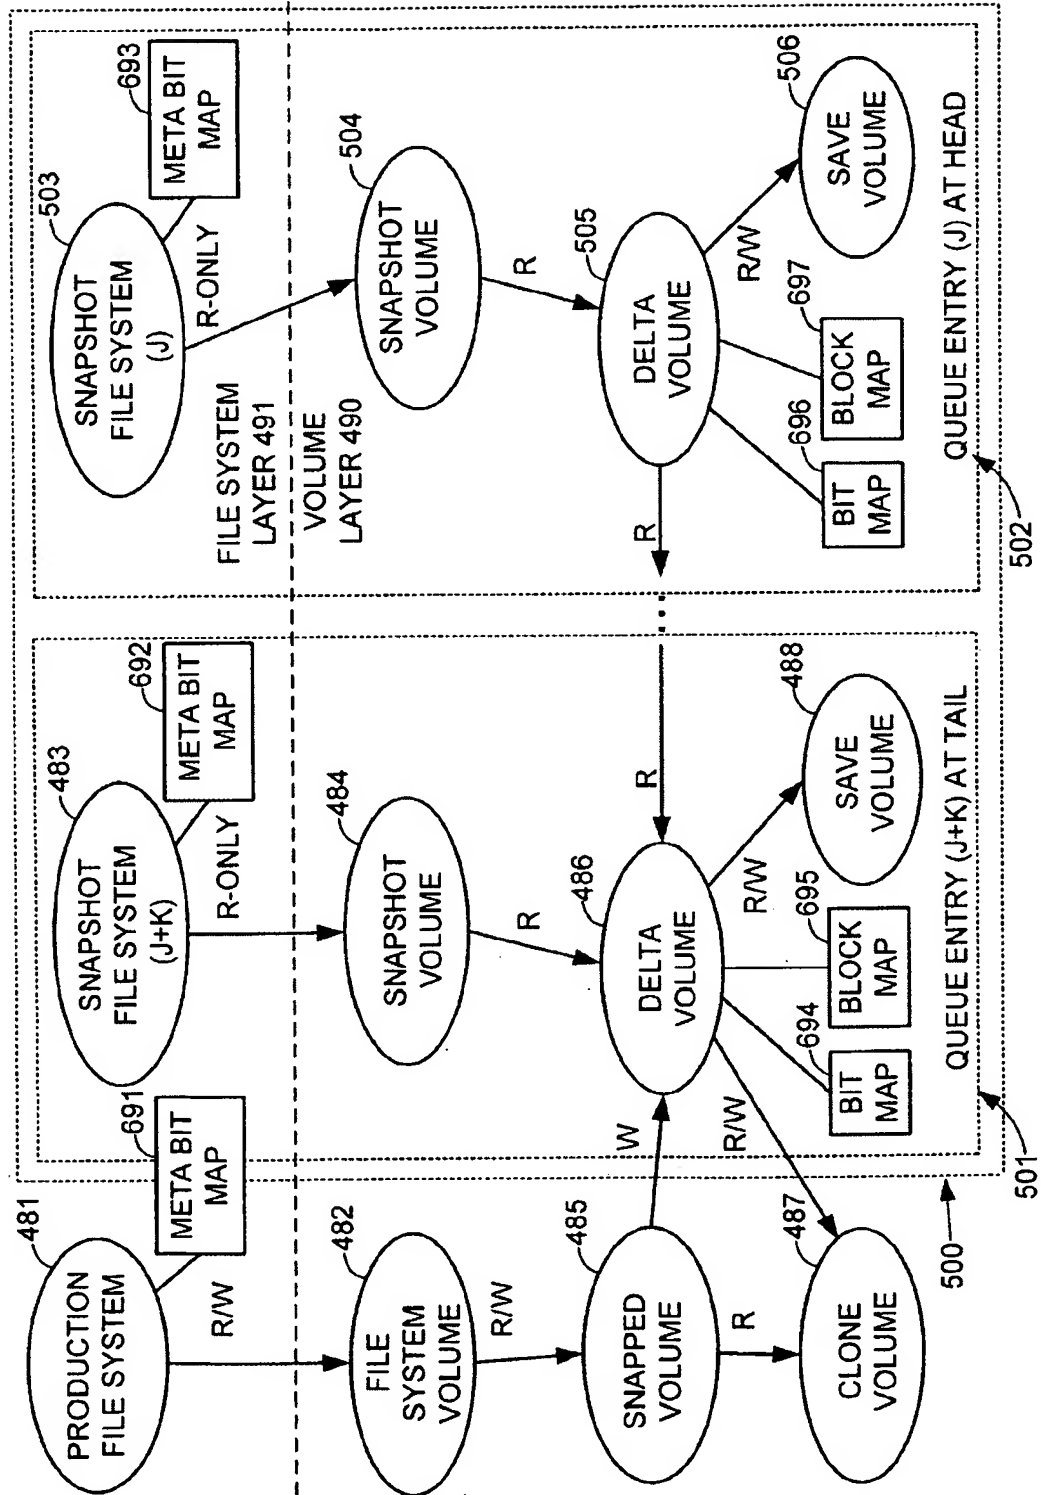 481
PRODUCTION
FILE SYSTEM
691
META BIT
MAP
R/W
482
FILE
SYSTEM
VOLUME
R/W
485
SNAPPED
VOLUME
W
R
487
CLONE
VOLUME
500
483
SNAPSHOT
FILE SYSTEM
(J+K)
692
META BIT
MAP
R-ONLY
484
SNAPSHOT
VOLUME
R
486
DELTA
VOLUME
R
R/W
R/W
694
BIT
MAP
695
BLOCK
MAP
488
SAVE
VOLUME
QUEUE ENTRY (J+K) AT TAIL
501
503
SNAPSHOT
FILE SYSTEM
(J)
693
META BIT
MAP
R-ONLY
FILE SYSTEM
LAYER 491
VOLUME
LAYER 490
504
SNAPSHOT
VOLUME
R
505
DELTA
VOLUME
R
R/W
696
BIT
MAP
697
BLOCK
MAP
506
SAVE
VOLUME
QUEUE ENTRY (J) AT HEAD
502